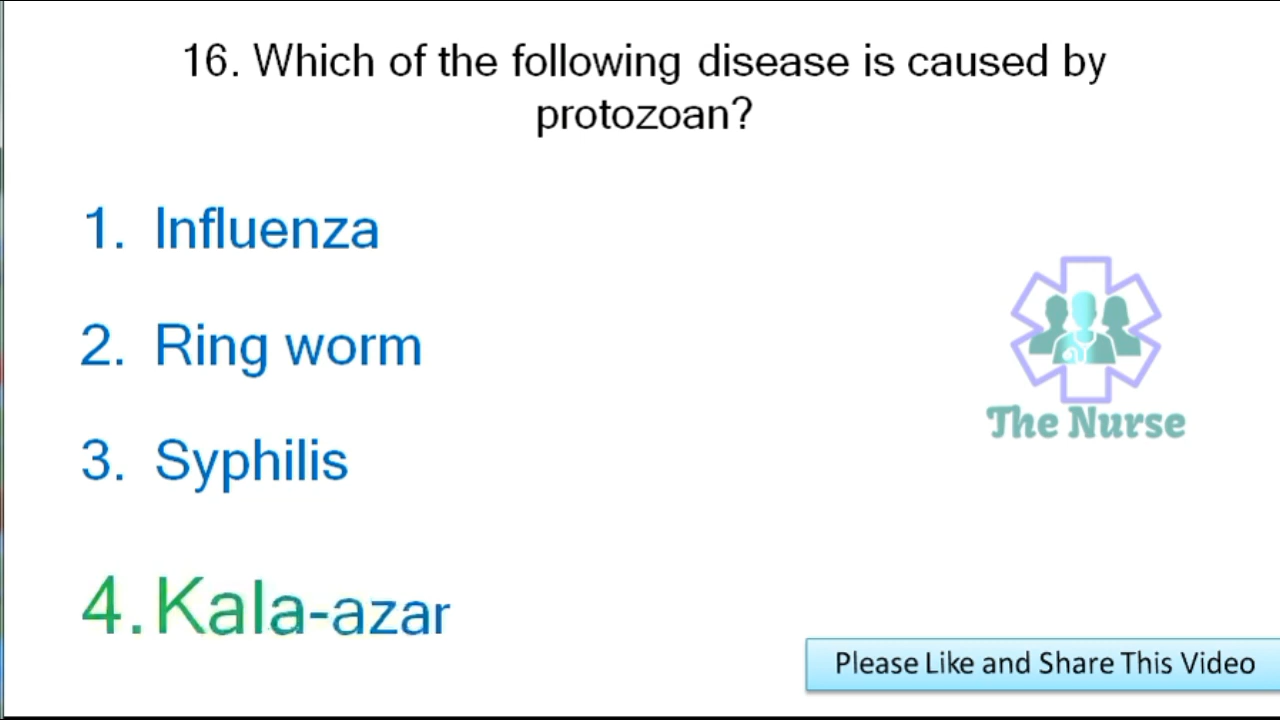 16. Which of the following disease is caused by
protozoan?
1. Influenza
2. Ring worm
3. Syphilis
4. Kala-azar
The Nurse
Please Like and Share This Video